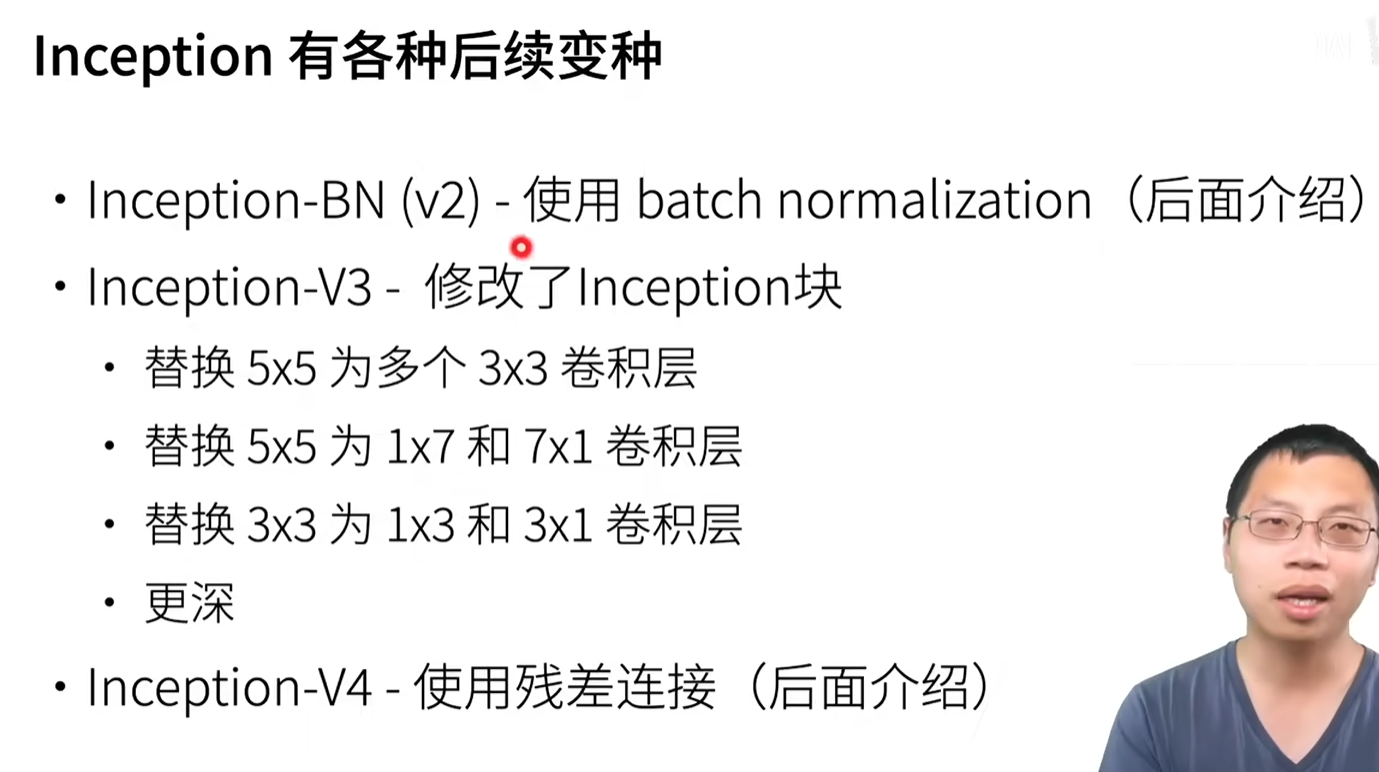 Inception 有各种后续变种
• Inception-BN (v2) - 使用 batch normalization（后面介绍）
• Inception-V3 - 修改了Inception块
• 替换 5x5 为多个 3x3 卷积层
• 替换 5x5 为 1x7 和 7x1 卷积层
• 替换 3x3 为 1x3 和 3x1 卷积层
• 更深
• Inception-V4 - 使用残差连接（后面介绍）